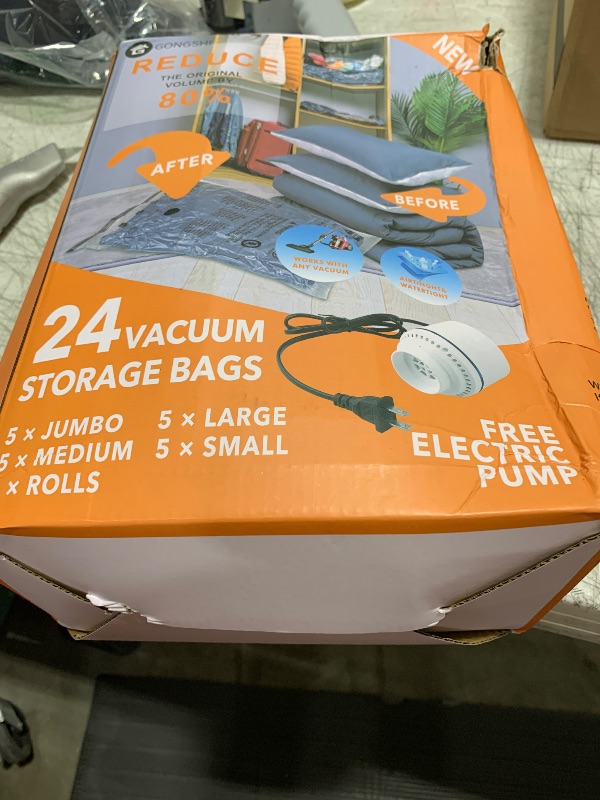 GONGSHI
REDUCE
THE ORIGINAL
VOLUME BY
80%
NEW
AFTER
BEFORE
WORKS WITH
ANY VACUUM
AIRTIGHT&
WATERTIGHT
24 VACUUM
STORAGE BAGS
5 × JUMBO
5 × LARGE
5 × MEDIUM
5 × SMALL
× ROLLS
FREE
ELECTRIC
PUMP